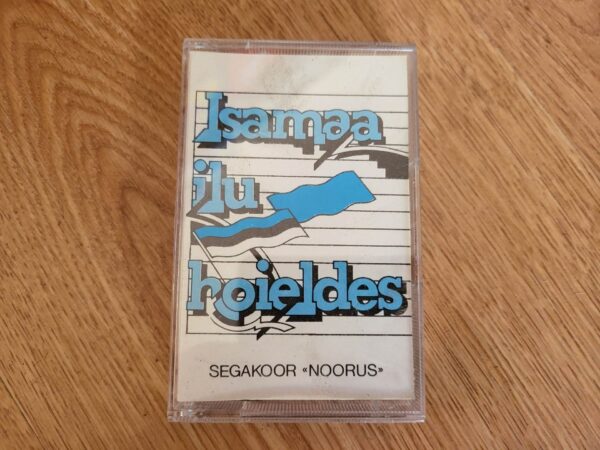 Isamaa
ilu
hoieldes
SEGAKOOR «NOORUS»